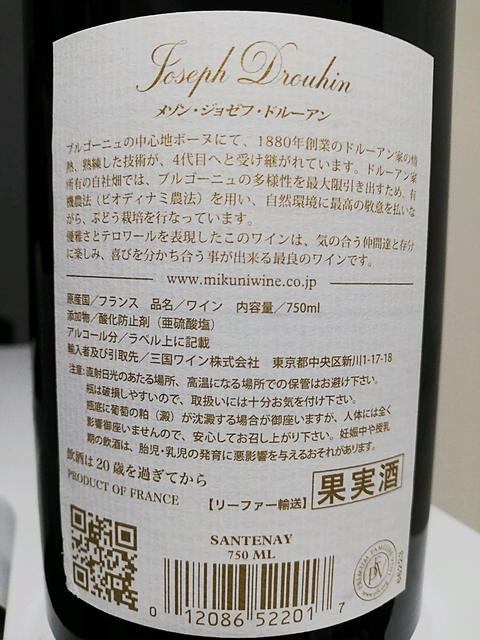 Joseph Drouhin
メゾン・ジョゼフ・ドルーアン
ブルゴーニュの中心地ボーヌにて、1880年創業のドルーアン家の情
熱、熟練した技術が、4代目へと受け継がれています。ドルーアン家
所有の自社畑では、ブルゴーニュの多様性を最大限引き出すため、有
機農法（ビオディナミ農法）を用い、自然環境に最高の敬意を払いな
がら、ぶどう栽培を行なっています。
優雅さとテロワールを表現したこのワインは、気の合う仲間達と存分
に楽しみ、喜びを分かち合う事が出来る最良のワインです。
www.mikuniwine.co.jp
原産国／フランス 品名／ワイン 内容量／750ml
添加物／酸化防止剤（亜硫酸塩）
アルコール分／ラベル上に記載
輸入者及び引取先／三国ワイン株式会社 東京都中央区新川1-17-18
注意：直射日光のあたる場所、高温になる場所での保管はお避け下さい。
瓶は破損しやすいので、取扱いには十分お気を付け下さい。
瓶底に葡萄の粕（澱）が沈澱する場合が御座いますが、人体には全く
影響御座いませんので、安心してお召し上がり下さい。妊娠中や授乳
期の飲酒は、胎児・乳児の発育に悪影響を与えるおそれがあります。
飲酒は20歳を過ぎてから
PRODUCT OF FRANCE
【リーファー輸送】
果実酒
SANTENAY
750 ML
0 12086 52201 7